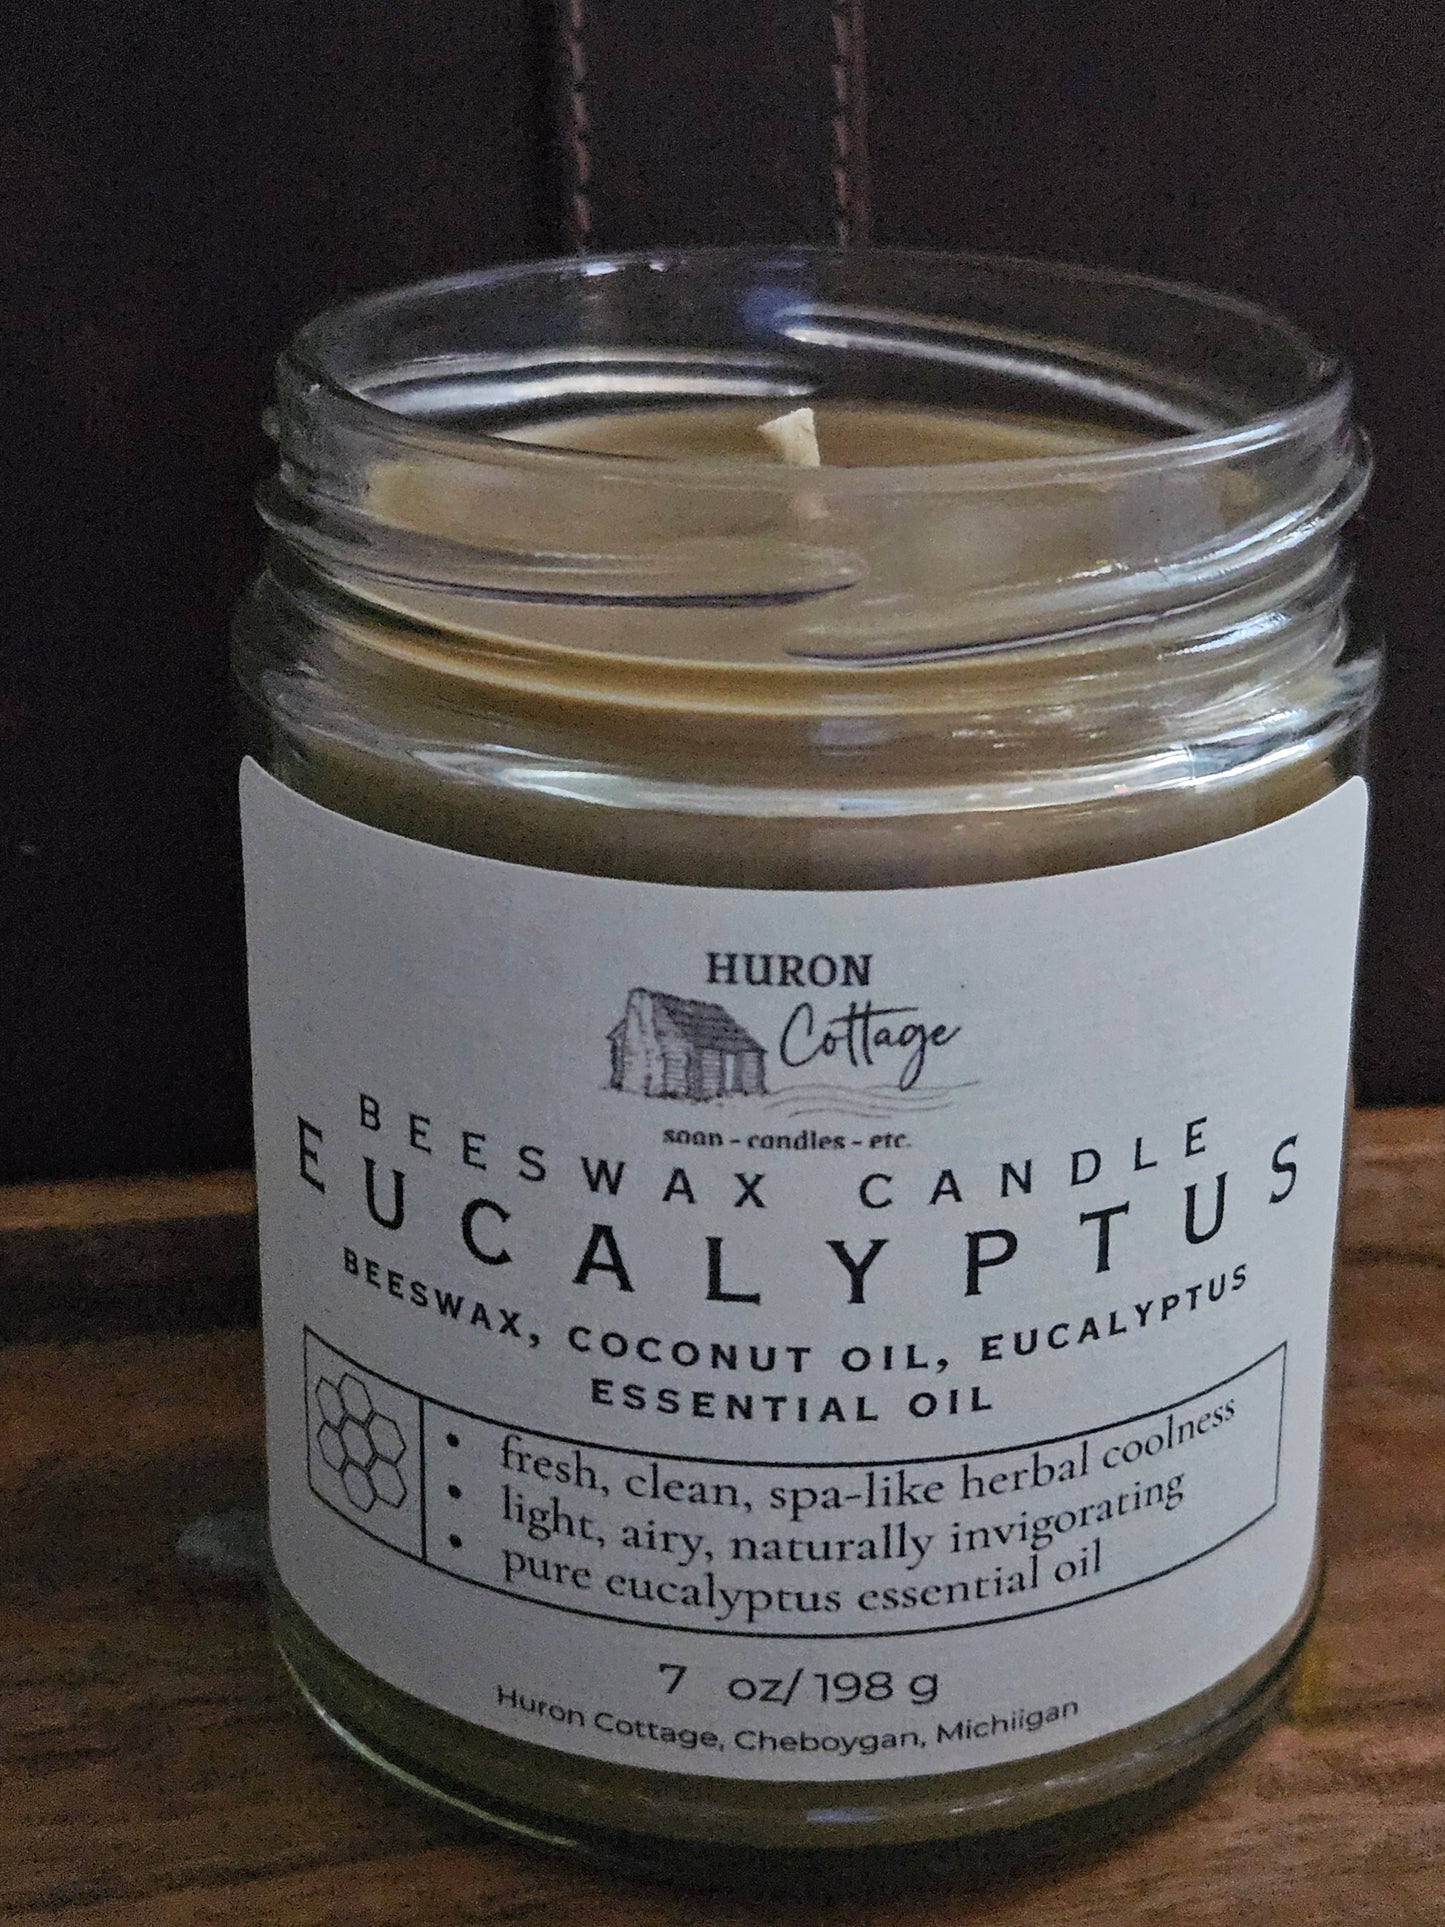 HURON
Cottage
soan - candles - etc.
BEESWAX CANDLE
EUCALYPTUS
BEESWAX, COCONUT OIL, EUCALYPTUS
ESSENTIAL OIL
• fresh, clean, spa-like herbal coolness
• light, airy, naturally invigorating
• pure eucalyptus essential oil
7 oz/ 198 g
Huron Cottage, Cheboygan, Michiigan